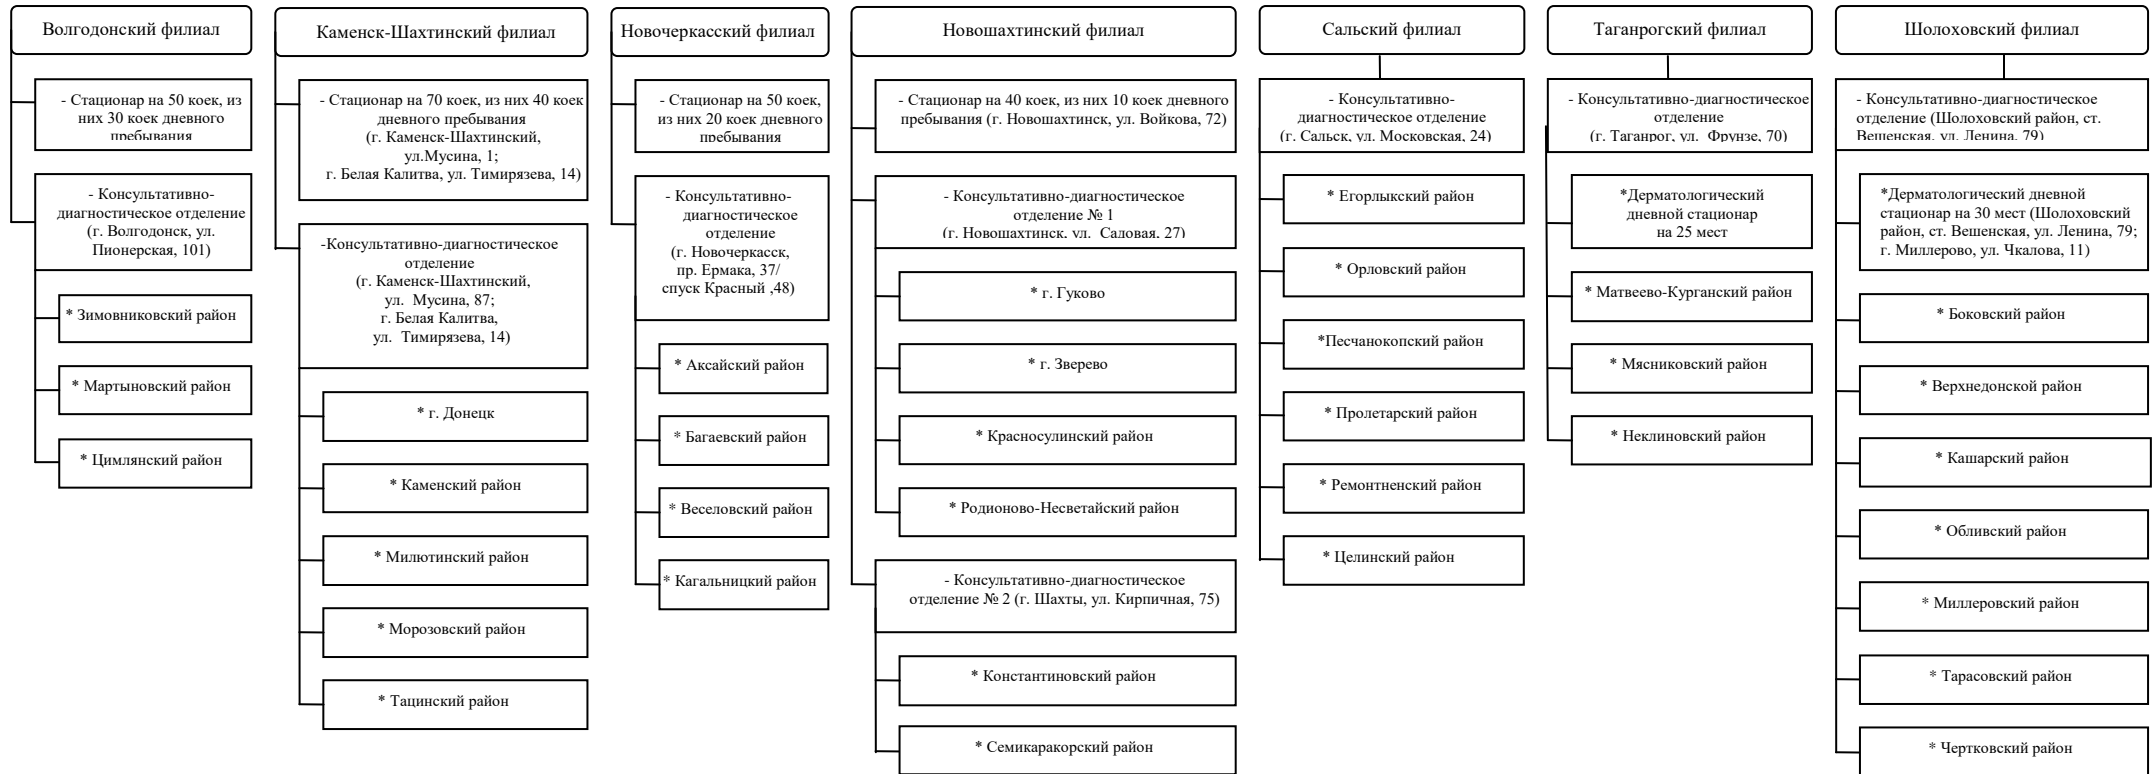 Волгодонский филиал
- Стационар на 50 коек, из
них 30 коек дневного
пребывания
- Консультативно-
диагностическое отделение
(г. Волгодонск, ул.
Пионерская, 101)
* Зимовниковский район
* Мартыновский район
* Цимлянский район
Каменск-Шахтинский филиал
- Стационар на 70 коек, из них 40 коек
дневного пребывания
(г. Каменск-Шахтинский,
ул.Мусина, 1;
г. Белая Калитва, ул. Тимирязева, 14)
-Консультативно-диагностическое
отделение
(г. Каменск-Шахтинский,
ул. Мусина, 87;
г. Белая Калитва,
ул. Тимирязева, 14)
* г. Донецк
* Каменский район
* Милютинский район
* Морозовский район
* Тацинский район
Новочеркасский филиал
- Стационар на 50 коек,
из них 20 коек дневного
пребывания
- Консультативно-
диагностическое
отделение
(г. Новочеркасск,
пр. Ермака, 37/
спуск Красный ,48)
* Аксайский район
* Багаевский район
* Веселовский район
* Кагальницкий район
Новошахтинский филиал
- Стационар на 40 коек, из них 10 коек дневного
пребывания (г. Новошахтинск, ул. Войкова, 72)
- Консультативно-диагностическое
отделение № 1
(г. Новошахтинск, ул. Садовая, 27)
* г. Гуково
* г. Зверево
* Красносулинский район
* Родионово-Несветайский район
- Консультативно-диагностическое
отделение № 2 (г. Шахты, ул. Кирпичная, 75)
* Константиновский район
* Семикаракорский район
Сальский филиал
- Консультативно-
диагностическое отделение
(г. Сальск, ул. Московская, 24)
* Егорлыкский район
* Орловский район
*Песчанокопский район
* Пролетарский район
* Ремонтненский район
* Целинский район
Таганрогский филиал
- Консультативно-диагностическое
отделение
(г. Таганрог, ул. Фрунзе, 70)
*Дерматологический
дневной стационар
на 25 мест
* Матвеево-Курганский район
* Мясниковский район
* Неклиновский район
Шолоховский филиал
- Консультативно-диагностическое
отделение (Шолоховский район, ст.
Вешенская, ул. Ленина, 79)
*Дерматологический дневной
стационар на 30 мест (Шолоховский
район, ст. Вешенская, ул. Ленина, 79;
г. Миллерово, ул. Чкалова, 11)
* Боковский район
* Верхнедонской район
* Кашарский район
* Обливский район
* Миллеровский район
* Тарасовский район
* Чертковский район